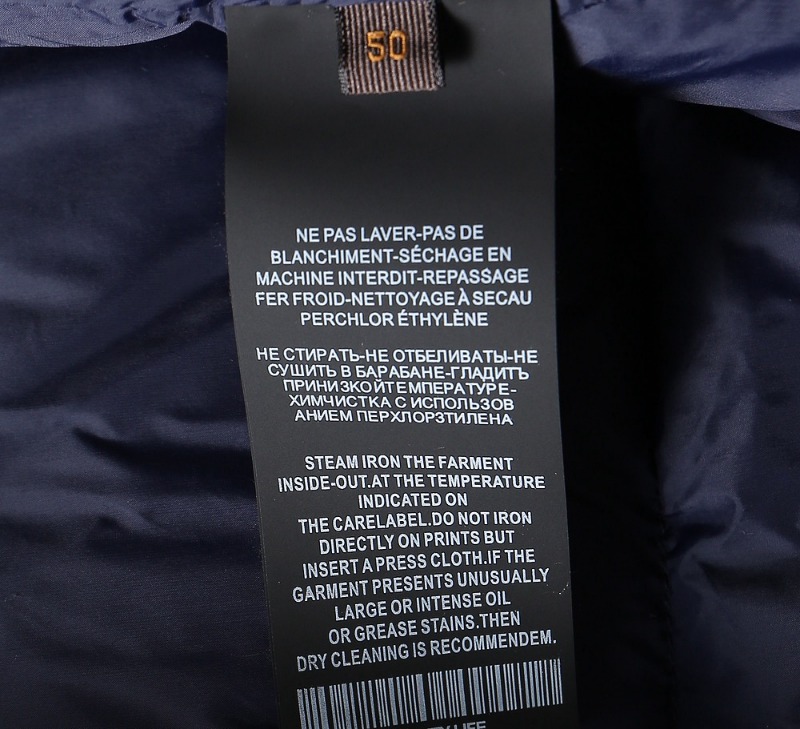 50
NE PAS LAVER-PAS DE
BLANCHIMENT-SÉCHAGE EN
MACHINE INTERDIT-REPASSAGE
FER FROID-NETTOYAGE À SECAU
PERCHLOR ÉTHYLÈNE
НЕ СТИРАТЬ-НЕ ОТБЕЛИВАТЫ-НЕ
СУШИТЬ В БАРАБАНЕ-ГЛАДИТЪ
ПРИНИЗКОЙТЕМПЕРАТУРЕ-
ХИМЧИСТКА С ИСПОЛЬЗОВ
АНИЕМ ПЕРХЛОРЗТИЛЕНА
STEAM IRON THE FARMENT
INSIDE-OUT.AT THE TEMPERATURE
INDICATED ON
THE CARELABEL.DO NOT IRON
DIRECTLY ON PRINTS BUT
INSERT A PRESS CLOTH.IF THE
GARMENT PRESENTS UNUSUALLY
LARGE OR INTENSE OIL
OR GREASE STAINS.THEN
DRY CLEANING IS RECOMMENDEM.
LIFE